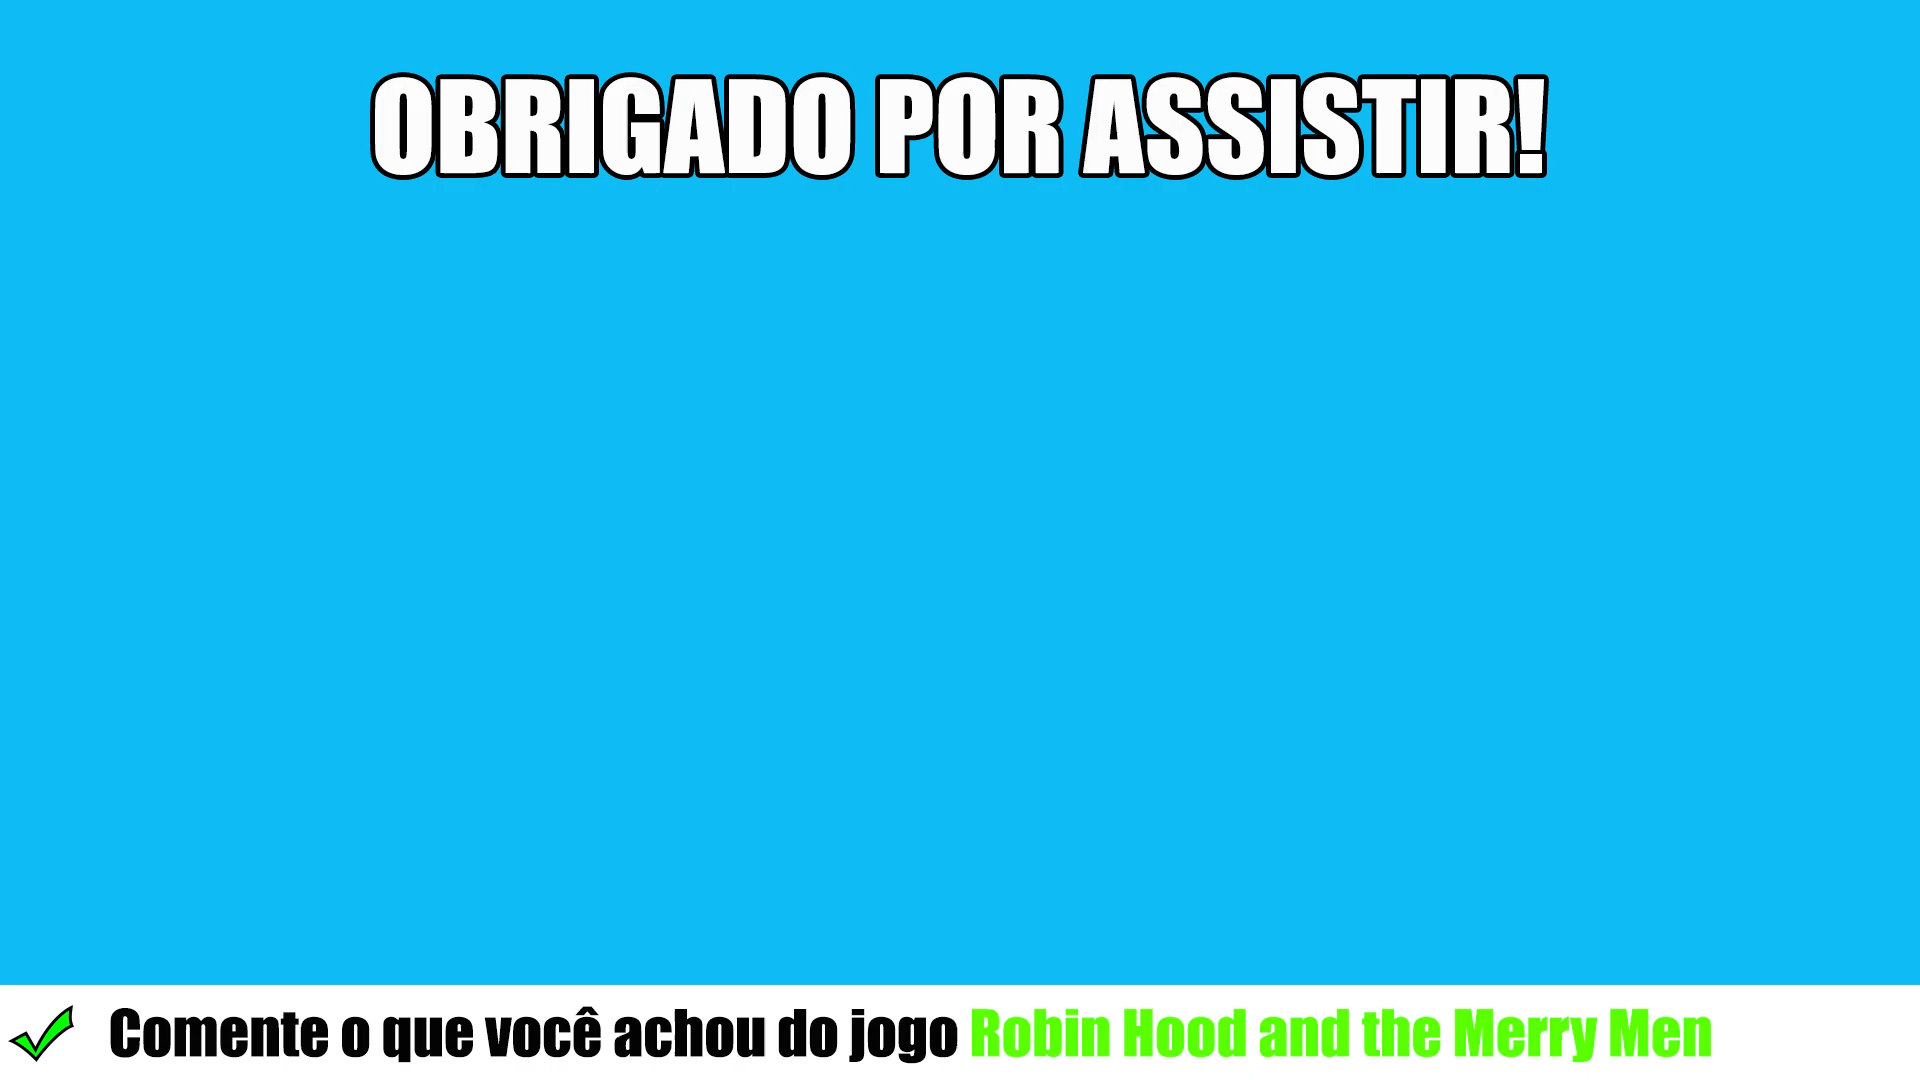 OBRIGADO POR ASSISTIR!
Comente o que você achou do jogo Robin Hood and the Merry Men